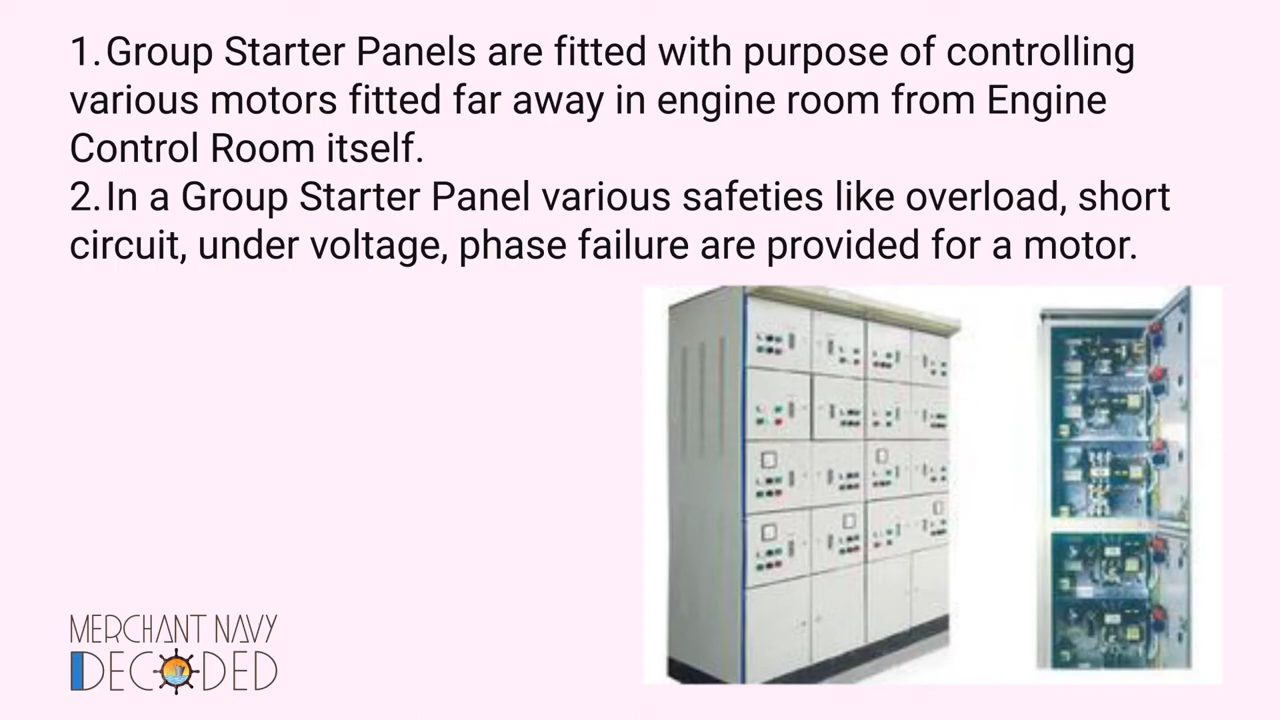 1. Group Starter Panels are fitted with purpose of controlling
various motors fitted far away in engine room from Engine
Control Room itself.
2. In a Group Starter Panel various safeties like overload, short
circuit, under voltage, phase failure are provided for a motor.
MERCHANT NAVY
DECODED